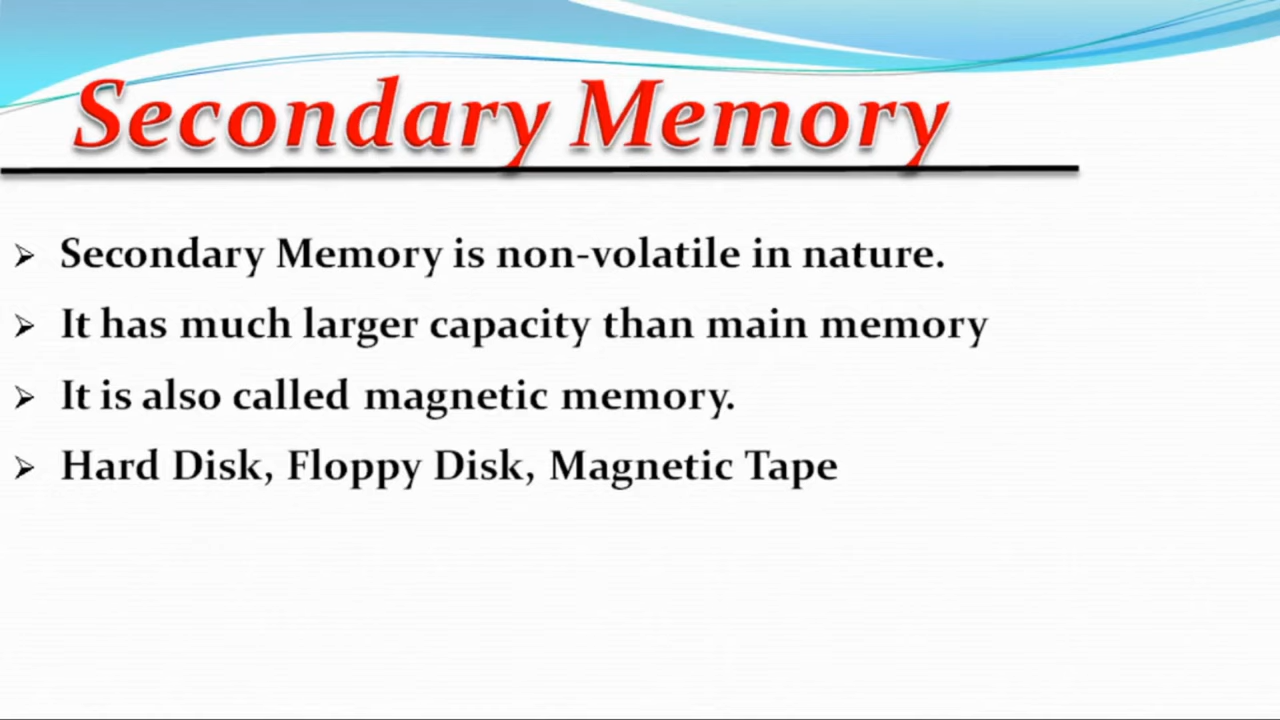 Secondary Memory
Secondary Memory is non-volatile in nature.
It has much larger capacity than main memory
It is also called magnetic memory.
Hard Disk, Floppy Disk, Magnetic Tape